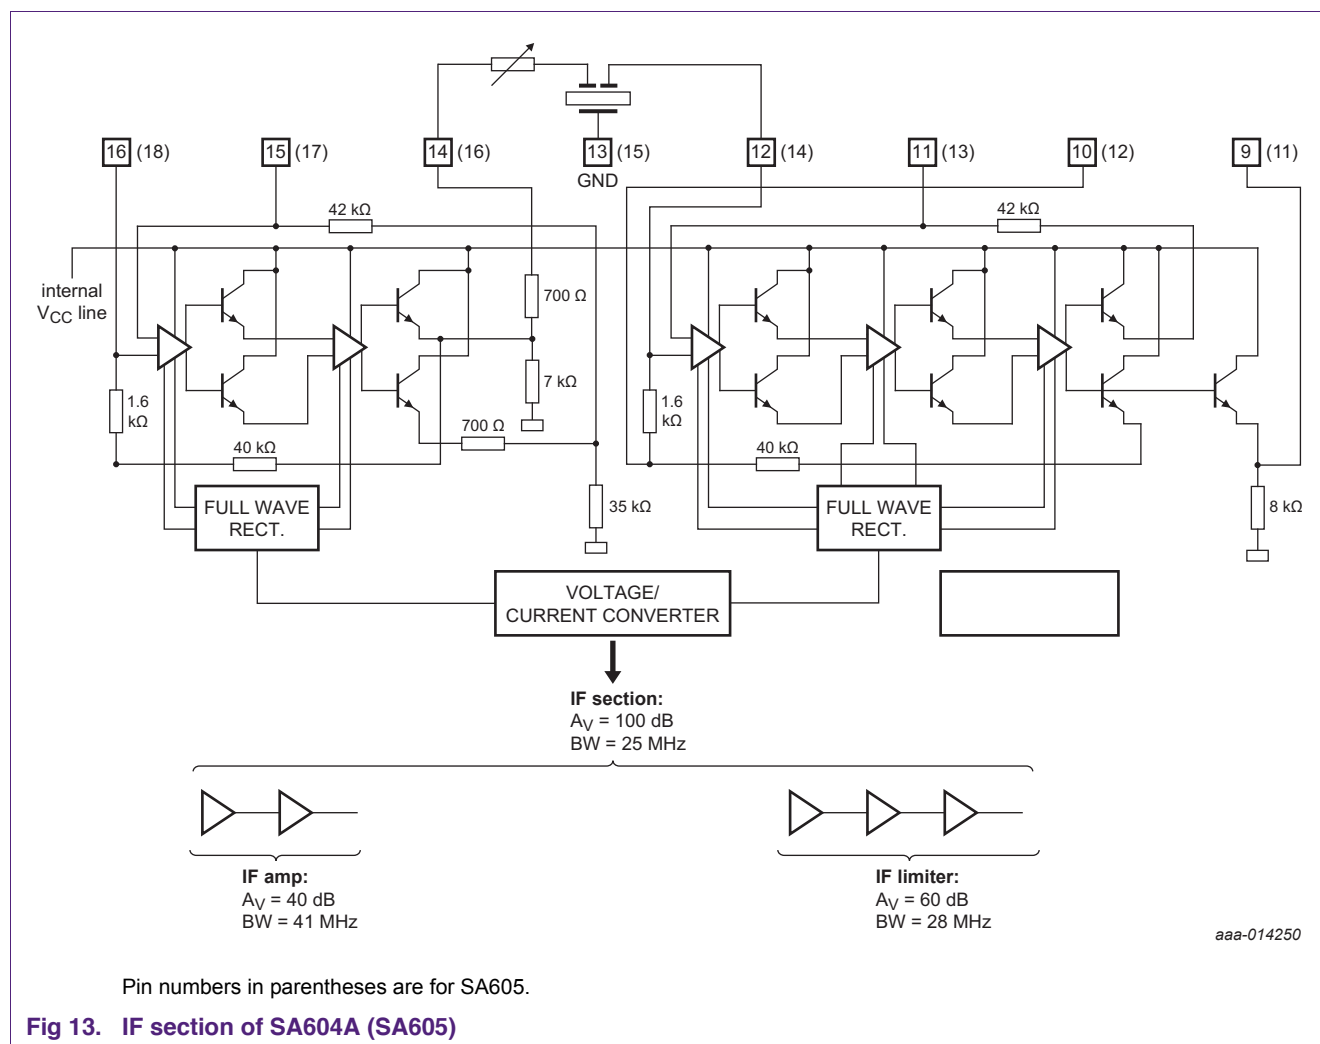 16 (18)
15 (17)
14 (16)
13 (15)
GND
12 (14)
11 (13)
10 (12)
9 (11)
42 kΩ
42 kΩ
internal
VCC line
700 Ω
7 kΩ
1.6
kΩ
700 Ω
40 kΩ
1.6
kΩ
40 kΩ
FULL WAVE
RECT.
35 kΩ
FULL WAVE
RECT.
8 kΩ
VOLTAGE/
CURRENT CONVERTER
IF section:
AV = 100 dB
BW = 25 MHz
IF amp:
AV = 40 dB
BW = 41 MHz
IF limiter:
AV = 60 dB
BW = 28 MHz
aaa-014250
Pin numbers in parentheses are for SA605.
Fig 13. IF section of SA604A (SA605)